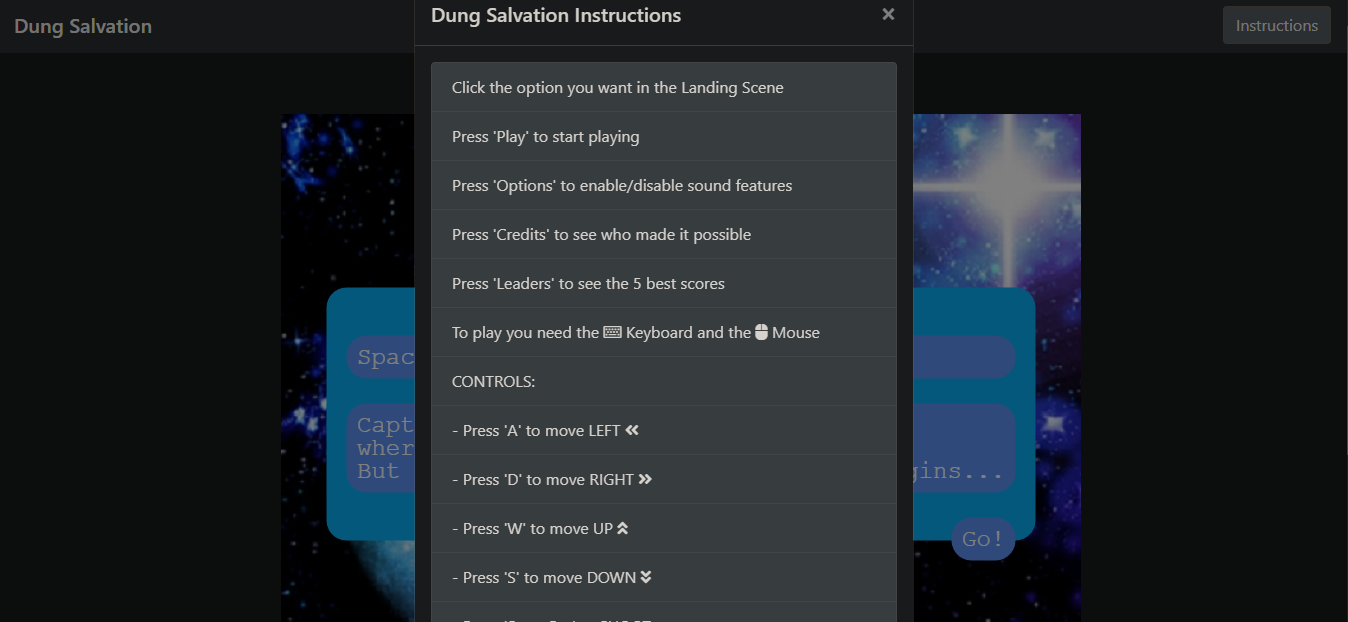 Dung Salvation
Dung Salvation Instructions
×
Instructions
Click the option you want in the Landing Scene
Press 'Play' to start playing
Press 'Options' to enable/disable sound features
Press 'Credits' to see who made it possible
Press 'Leaders' to see the 5 best scores
To play you need the Keyboard and the Mouse
CONTROLS:
- Press 'A' to move LEFT
- Press 'D' to move RIGHT
- Press 'W' to move UP
- Press 'S' to move DOWN
Spac
Capt
wher
But gins...
Go!